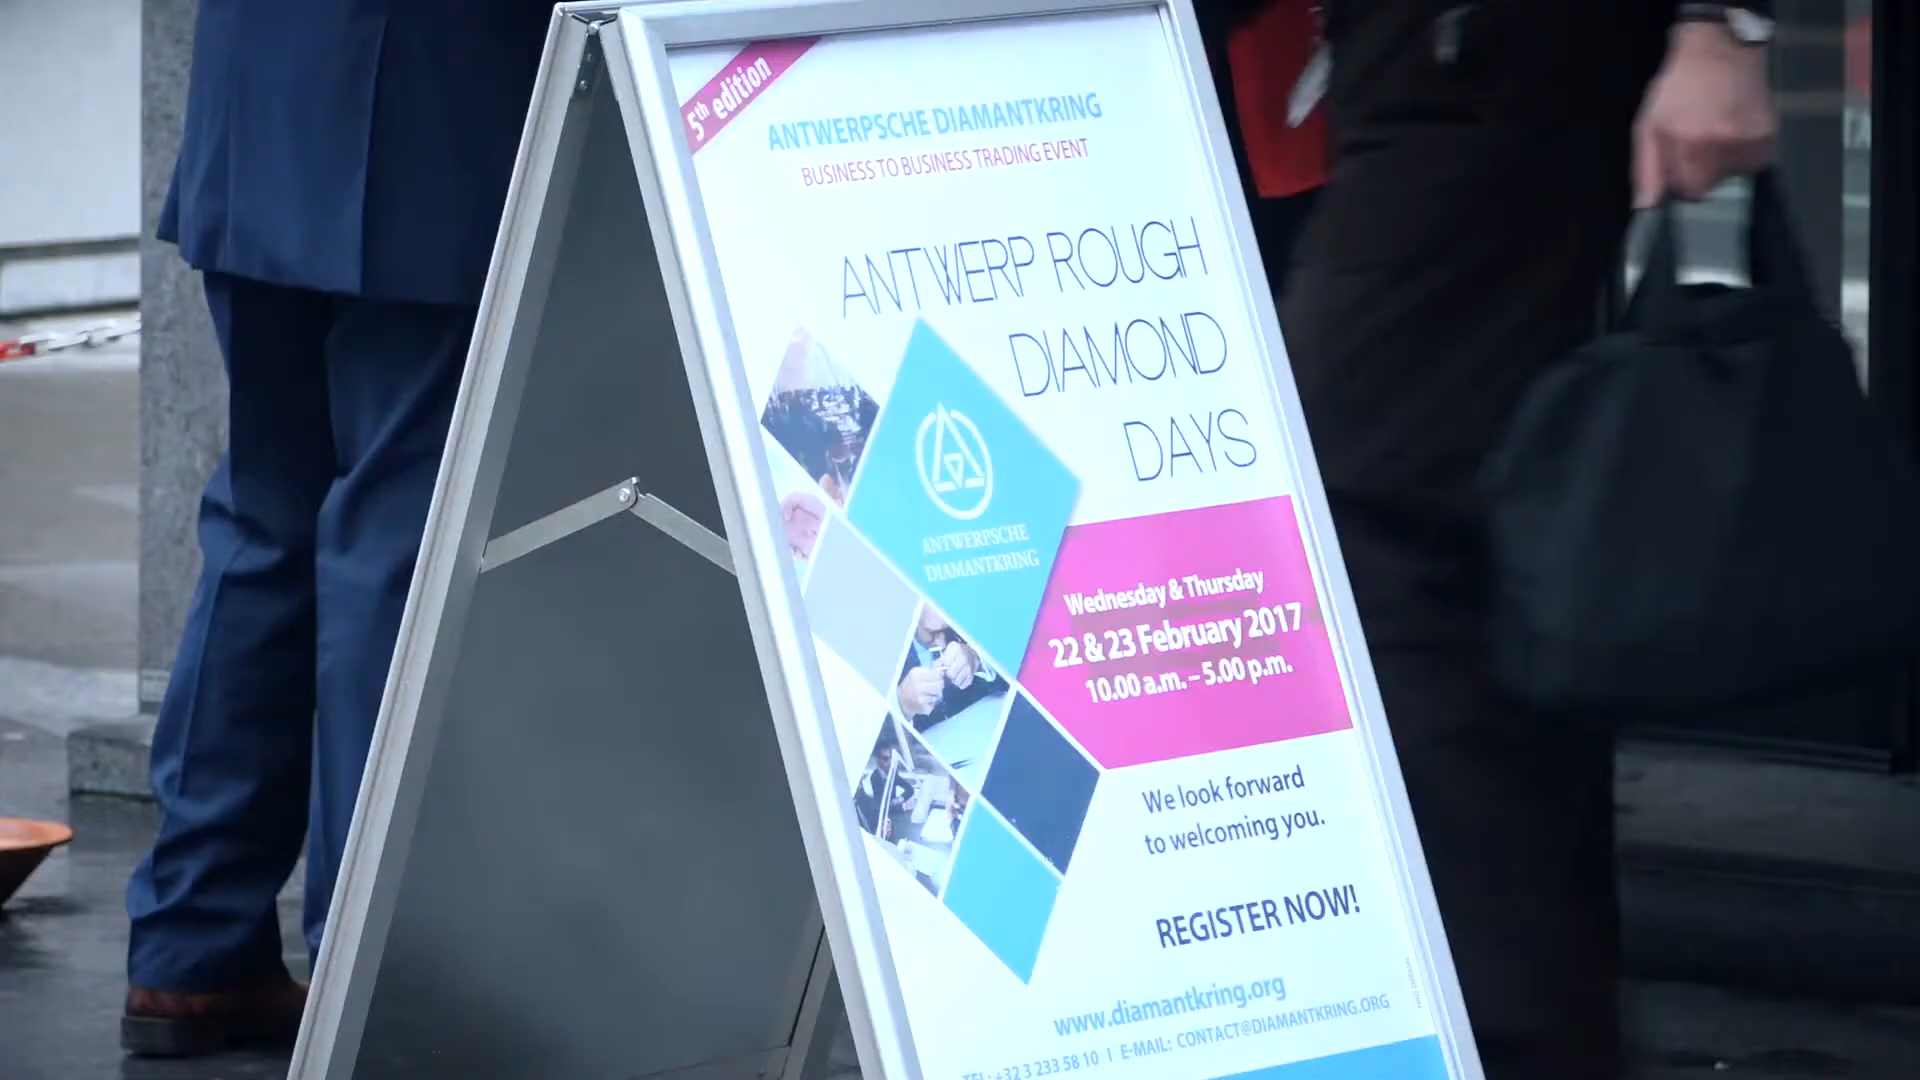 5th edition
ANTWERPSCHE DIAMANTKRING
BUSINESS TO BUSINESS TRADING EVENT
ANTWERP ROUGH
DIAMOND
DAYS
ANTWERPSCHE
DIAMANTKRING
Wednesday & Thursday
22 & 23 February 2017
10.00 a.m. – 5.00 p.m.
We look forward
to welcoming you.
REGISTER NOW!
www.diamantkring.org
TEL: +32 3 233 58 10 I E-MAIL: CONTACT@DIAMANTKRING.ORG